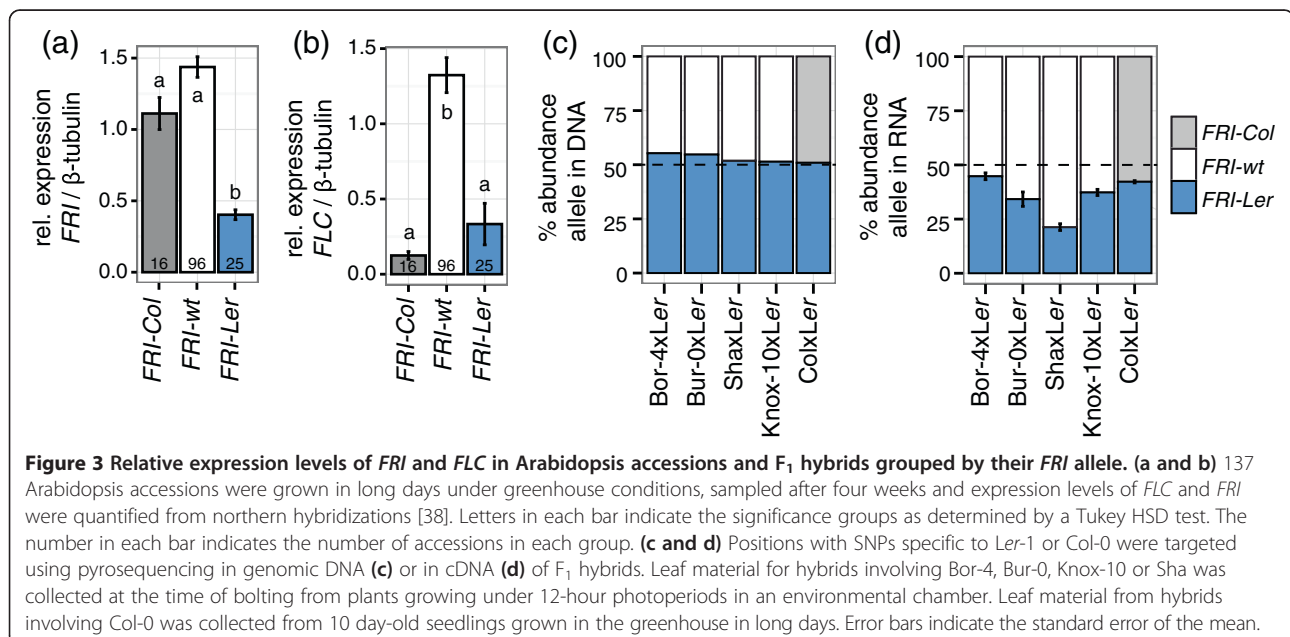 (a)
rel. expression
FRI / β-tubulin
1.5
1.0
0.5
0.0
a
a
b
16
96
25
FRI-Col
FRI-wt
FRI-Ler
(b)
rel. expression
FLC / β-tubulin
1.5
1.0
0.5
0.0
a
b
a
16
96
25
FRI-Col
FRI-wt
FRI-Ler
(c)
% abundance
allele in DNA
100
75
50
25
0
Bor-4xLer
Bur-0xLer
ShaxLer
Knox-10xLer
ColxLer
(d)
% abundance
allele in RNA
100
75
50
25
0
Bor-4xLer
Bur-0xLer
ShaxLer
Knox-10xLer
ColxLer
FRI-Col
FRI-wt
FRI-Ler
Figure 3 Relative expression levels of FRI and FLC in Arabidopsis accessions and F1 hybrids grouped by their FRI allele. (a and b) 137
Arabidopsis accessions were grown in long days under greenhouse conditions, sampled after four weeks and expression levels of FLC and FRI
were quantified from northern hybridizations [38]. Letters in each bar indicate the significance groups as determined by a Tukey HSD test. The
number in each bar indicates the number of accessions in each group. (c and d) Positions with SNPs specific to Ler-1 or Col-0 were targeted
using pyrosequencing in genomic DNA (c) or in cDNA (d) of F1 hybrids. Leaf material for hybrids involving Bor-4, Bur-0, Knox-10 or Sha was
collected at the time of bolting from plants growing under 12-hour photoperiods in an environmental chamber. Leaf material from hybrids
involving Col-0 was collected from 10 day-old seedlings grown in the greenhouse in long days. Error bars indicate the standard error of the mean.